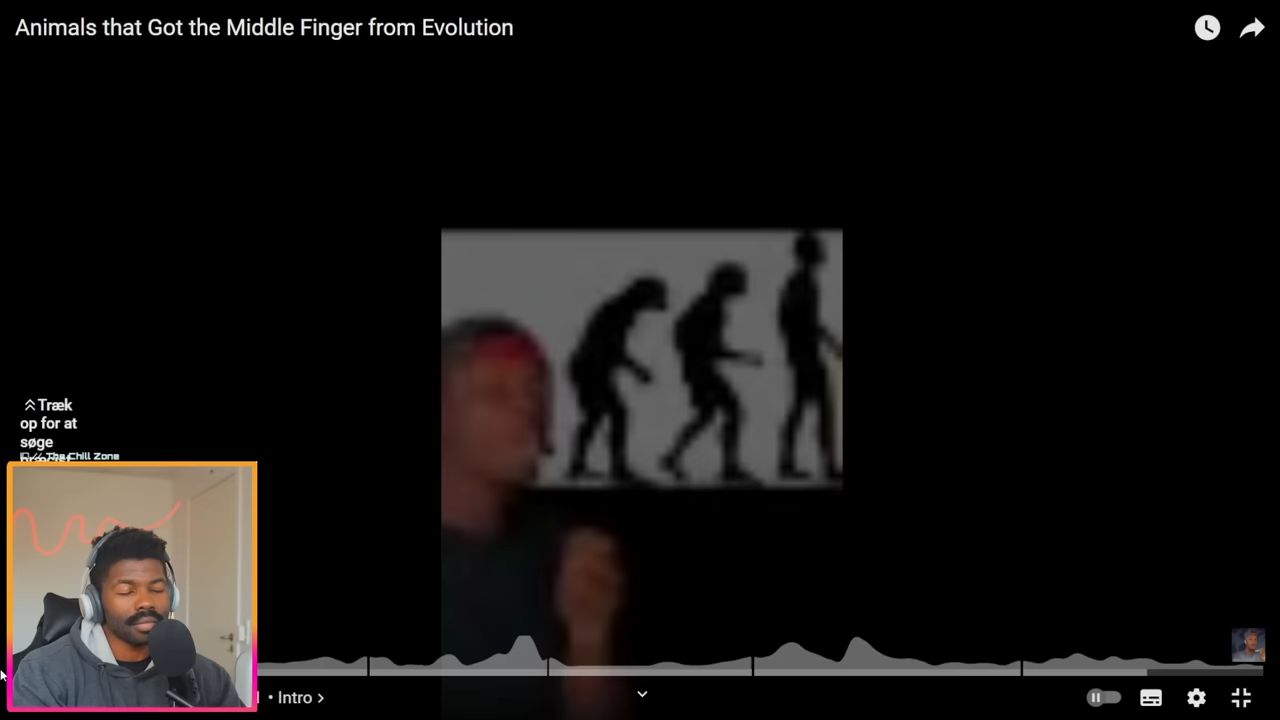 Animals that Got the Middle Finger from Evolution
Træk
op for at
søge
The Chill Zone
• Intro